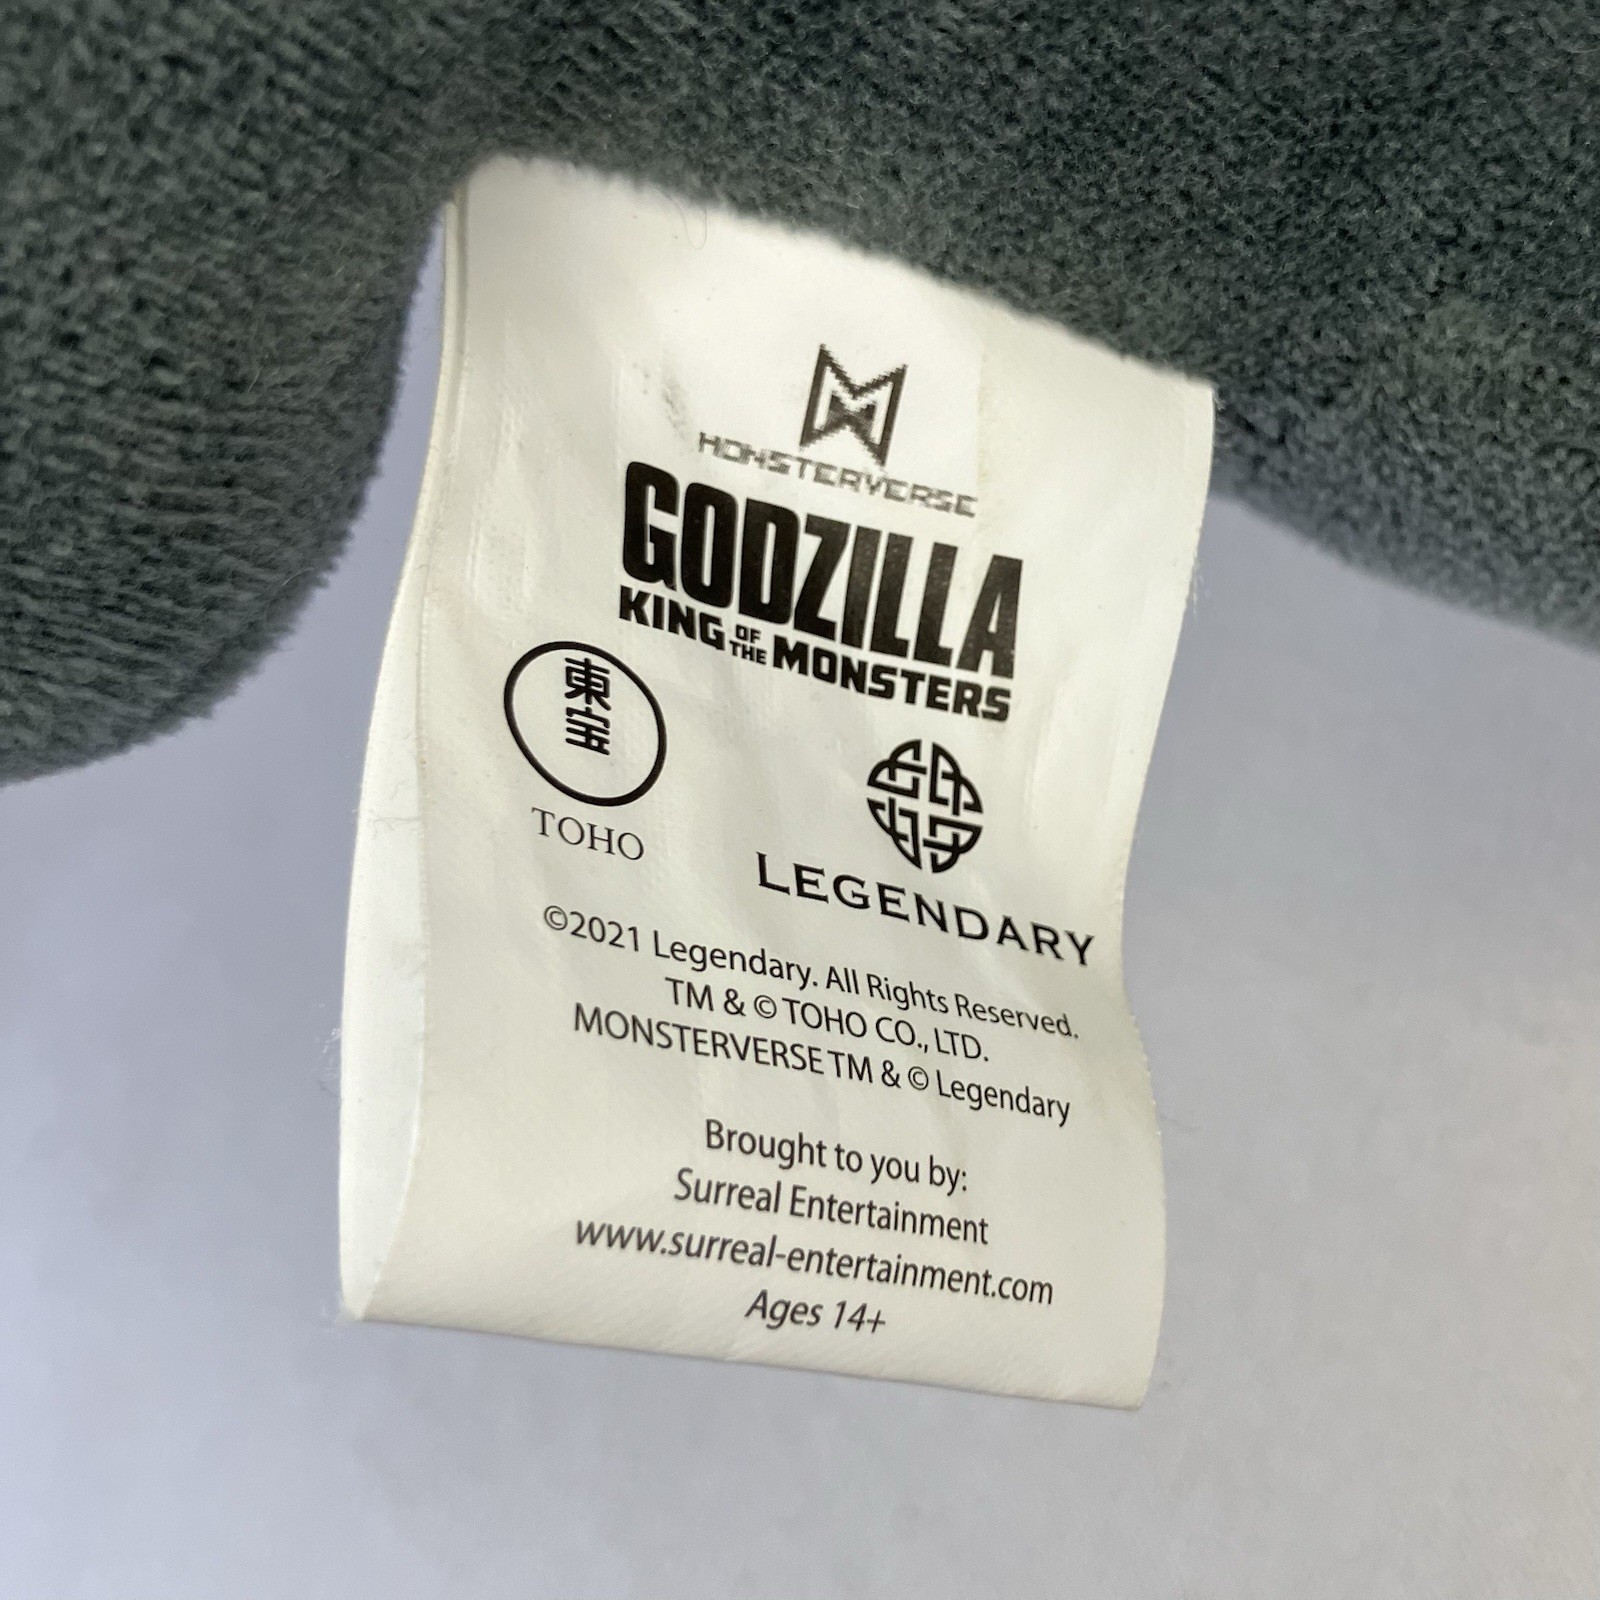 MONSTERVERSE
GODZILLA
KING OF THE MONSTERS
東
宝
TOHO
LEGENDARY
©2021 Legendary. All Rights Reserved.
TM & © TOHO CO., LTD.
MONSTERVERSE TM & © Legendary
Brought to you by:
Surreal Entertainment
www.surreal-entertainment.com
Ages 14+